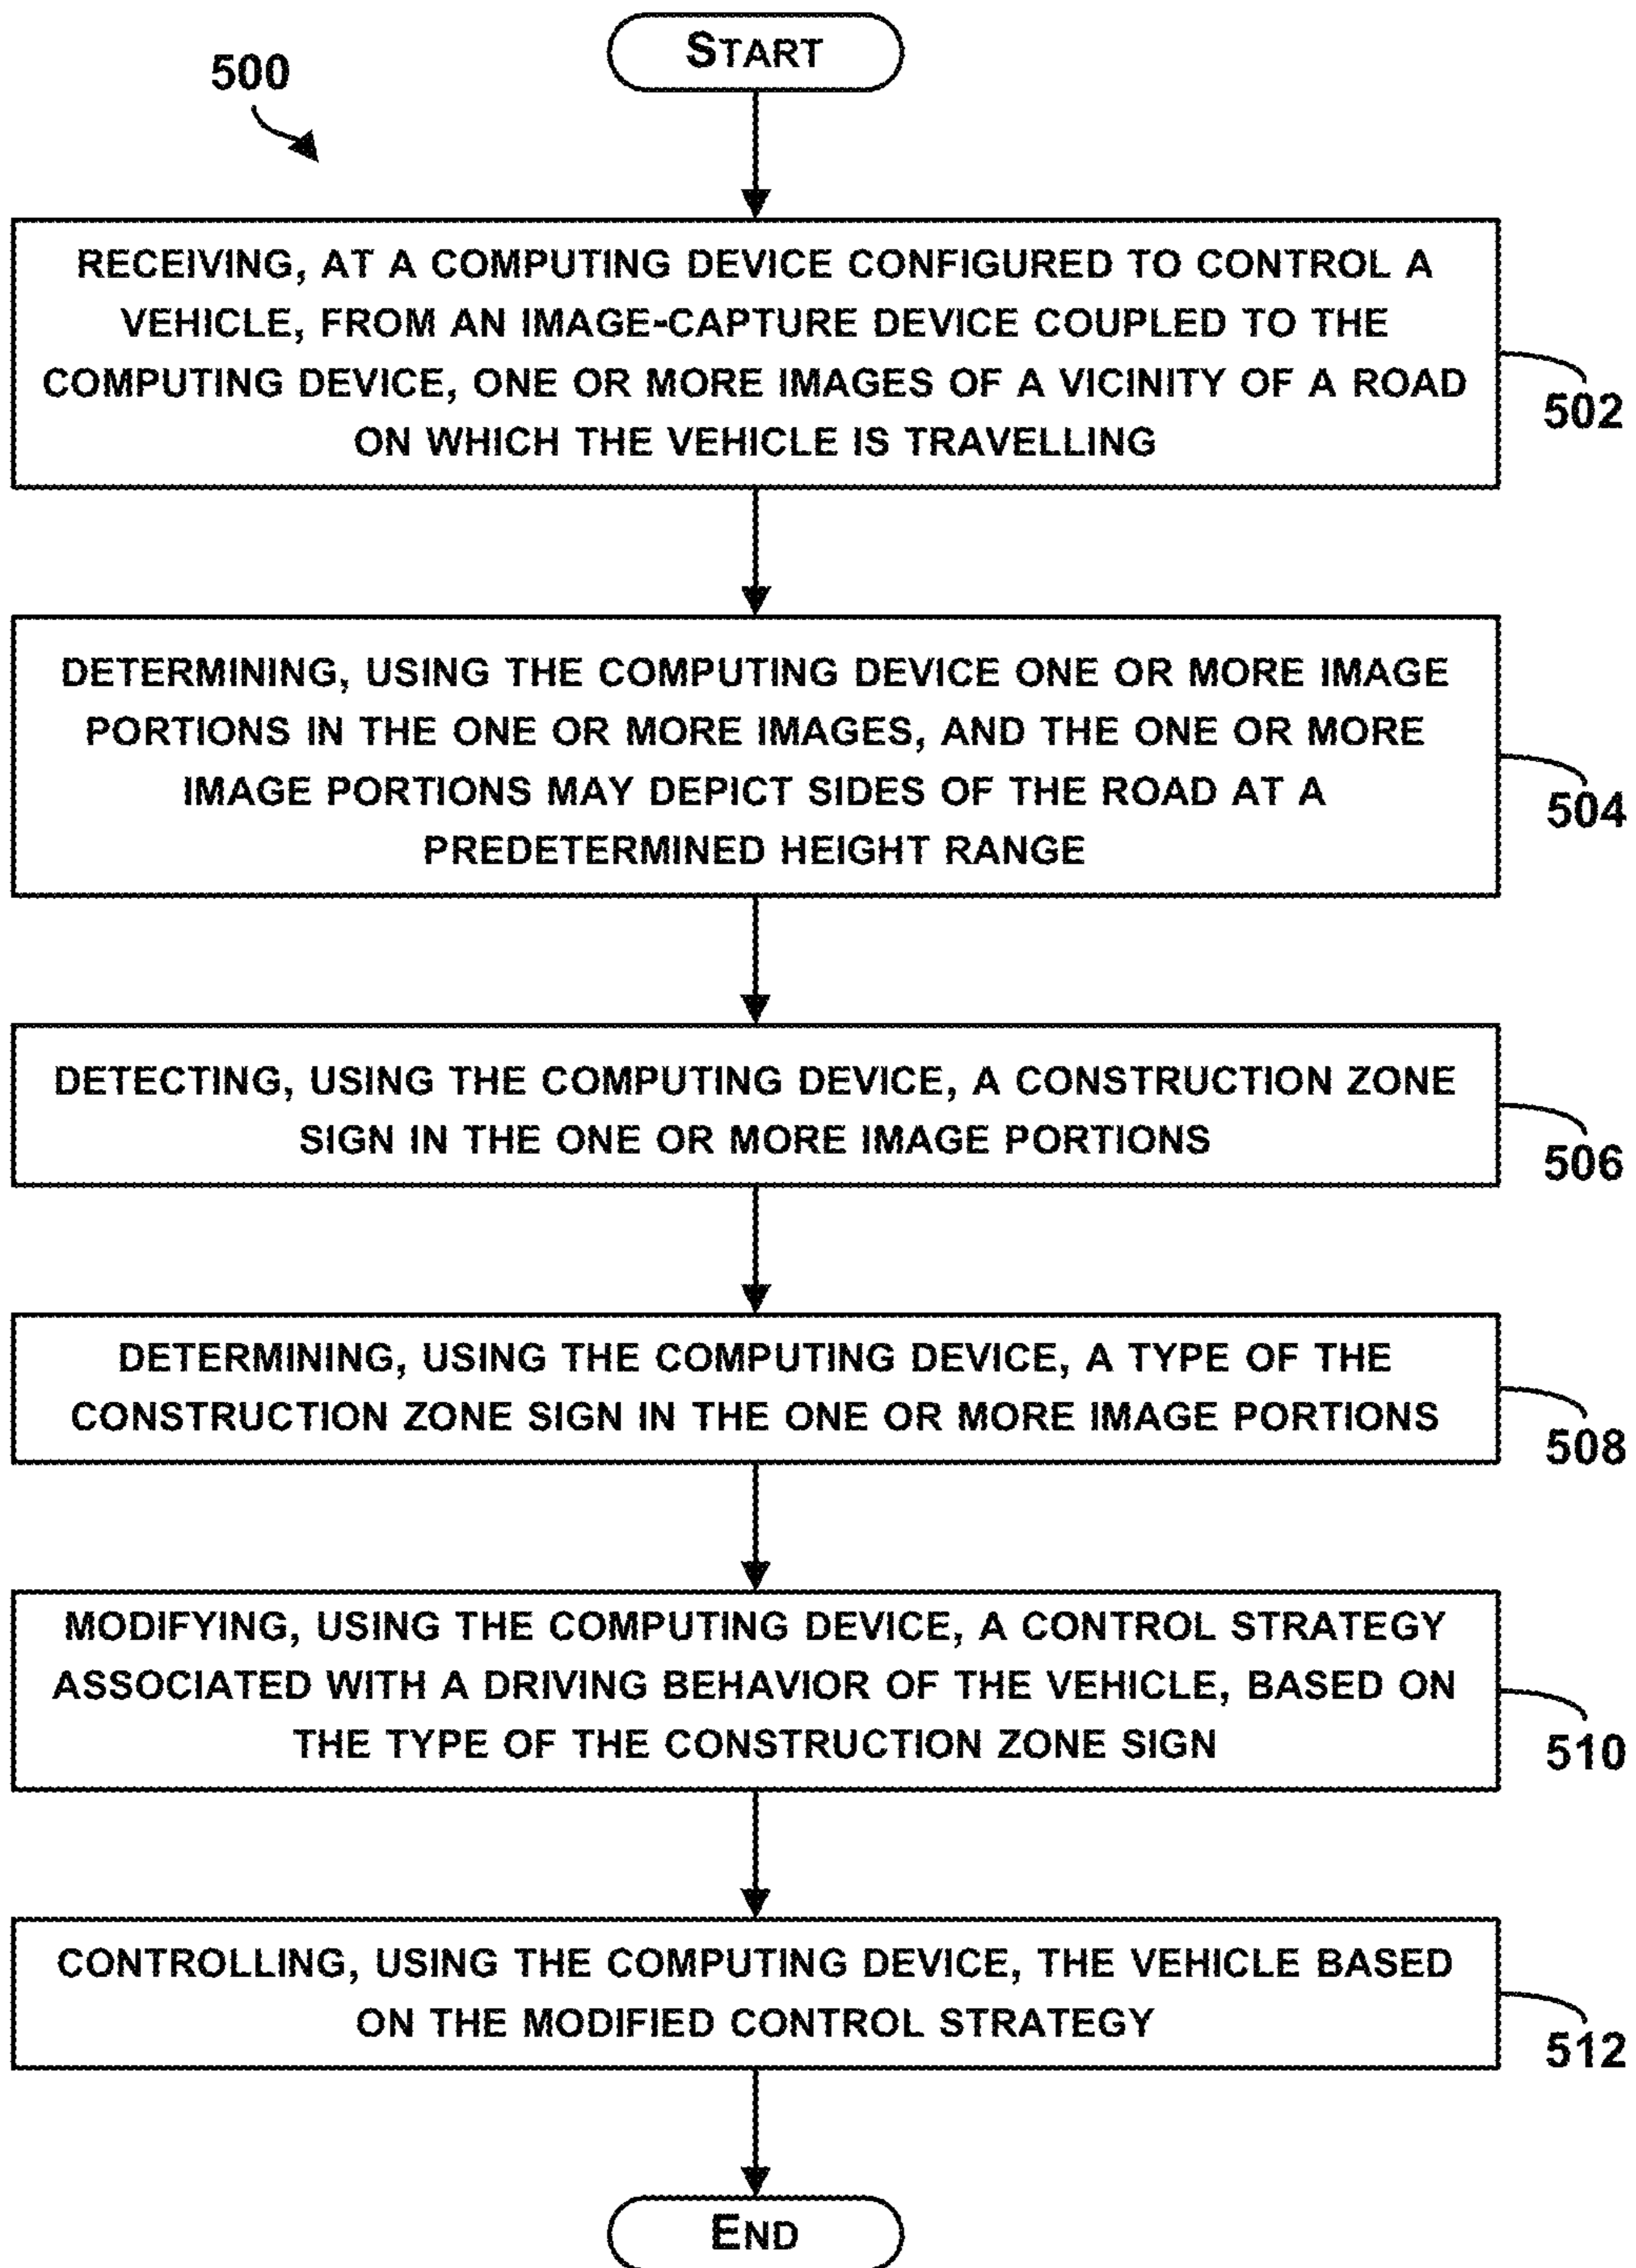 START
500
RECEIVING, AT A COMPUTING DEVICE CONFIGURED TO CONTROL A
VEHICLE, FROM AN IMAGE-CAPTURE DEVICE COUPLED TO THE
COMPUTING DEVICE, ONE OR MORE IMAGES OF A VICINITY OF A ROAD
ON WHICH THE VEHICLE IS TRAVELLING
502
DETERMINING, USING THE COMPUTING DEVICE ONE OR MORE IMAGE
PORTIONS IN THE ONE OR MORE IMAGES, AND THE ONE OR MORE
IMAGE PORTIONS MAY DEPICT SIDES OF THE ROAD AT A
PREDETERMINED HEIGHT RANGE
504
DETECTING, USING THE COMPUTING DEVICE, A CONSTRUCTION ZONE
SIGN IN THE ONE OR MORE IMAGE PORTIONS
506
DETERMINING, USING THE COMPUTING DEVICE, A TYPE OF THE
CONSTRUCTION ZONE SIGN IN THE ONE OR MORE IMAGE PORTIONS
508
MODIFYING, USING THE COMPUTING DEVICE, A CONTROL STRATEGY
ASSOCIATED WITH A DRIVING BEHAVIOR OF THE VEHICLE, BASED ON
THE TYPE OF THE CONSTRUCTION ZONE SIGN
510
CONTROLLING, USING THE COMPUTING DEVICE, THE VEHICLE BASED
ON THE MODIFIED CONTROL STRATEGY
512
END